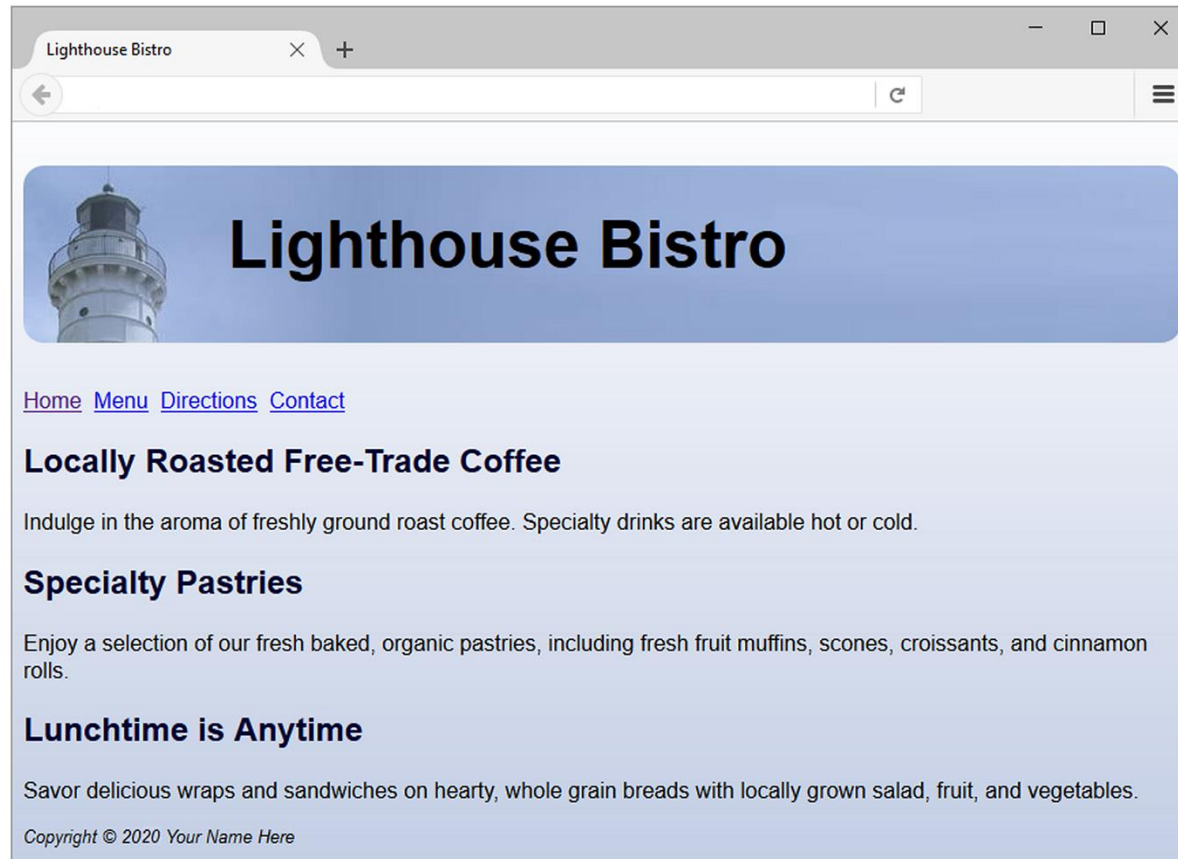 Lighthouse Bistro
Lighthouse Bistro
Home Menu Directions Contact
Locally Roasted Free-Trade Coffee
Indulge in the aroma of freshly ground roast coffee. Specialty drinks are available hot or cold.
Specialty Pastries
Enjoy a selection of our fresh baked, organic pastries, including fresh fruit muffins, scones, croissants, and cinnamon
rolls.
Lunchtime is Anytime
Savor delicious wraps and sandwiches on hearty, whole grain breads with locally grown salad, fruit, and vegetables.
Copyright © 2020 Your Name Here